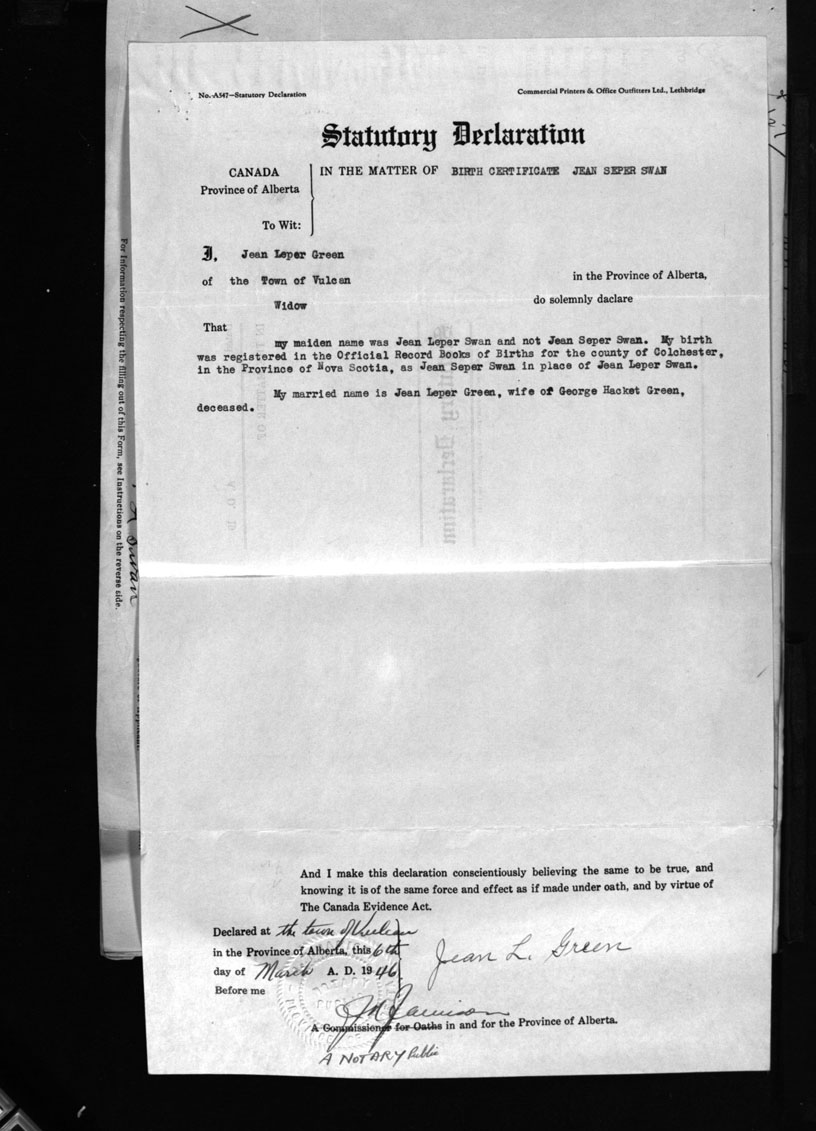 No. A547—Statutory Declaration
Commercial Printers & Office Outfitters Ltd., Lethbridge
Statutory Declaration
CANADA
Province of Alberta
To Wit:
IN THE MATTER OF BIRTH CERTIFICATE JEAN SEPER SWAN
I, Jean Leper Green
of the Town of Vulcan in the Province of Alberta,
Widow do solemnly daclare
That
my maiden name was Jean Leper Swan and not Jean Seper Swan. My birth
was registered in the Official Record Books of Births for the county of Colchester,
in the Province of Nova Scotia, as Jean Seper Swan in place of Jean Leper Swan.
My married name is Jean Leper Green, wife of George Hacket Green,
deceased.
For Information respecting the filling out of this Form, see Instructions on the reverse side.
Swan
And I make this declaration conscientiously believing the same to be true, and
knowing it is of the same force and effect as if made under oath, and by virtue of
The Canada Evidence Act.
Declared at the town of Vulcan
in the Province of Alberta, this 6th
day of March A. D. 1946.
Before me
Jean L. Green
A Commissioner for Oaths in and for the Province of Alberta.
A NOTARY Public